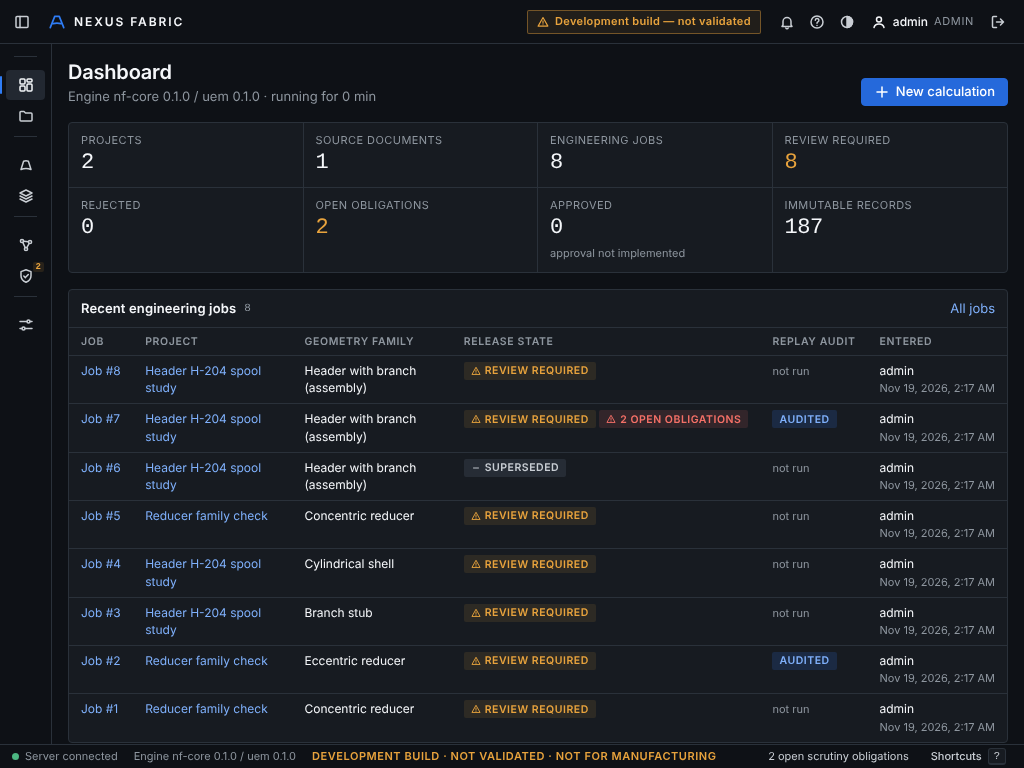 NEXUS FABRIC
Development build — not validated
admin ADMIN
Dashboard
Engine nf-core 0.1.0 / uem 0.1.0 · running for 0 min
New calculation
PROJECTS
2
SOURCE DOCUMENTS
1
ENGINEERING JOBS
8
REVIEW REQUIRED
8
REJECTED
0
OPEN OBLIGATIONS
2
APPROVED
0
approval not implemented
IMMUTABLE RECORDS
187
2
Recent engineering jobs 8
All jobs
JOB PROJECT GEOMETRY FAMILY RELEASE STATE REPLAY AUDIT ENTERED
Job #8 Header H-204 spool Header with branch REVIEW REQUIRED not run admin
study (assembly) Nov 19, 2026, 2:17 AM
Job #7 Header H-204 spool Header with branch REVIEW REQUIRED 2 OPEN OBLIGATIONS AUDITED admin
study (assembly) Nov 19, 2026, 2:17 AM
Job #6 Header H-204 spool Header with branch – SUPERSEDED not run admin
study (assembly) Nov 19, 2026, 2:17 AM
Job #5 Reducer family check Concentric reducer REVIEW REQUIRED not run admin
Nov 19, 2026, 2:17 AM
Job #4 Header H-204 spool Cylindrical shell REVIEW REQUIRED not run admin
study Nov 19, 2026, 2:17 AM
Job #3 Header H-204 spool Branch stub REVIEW REQUIRED not run admin
study Nov 19, 2026, 2:17 AM
Job #2 Reducer family check Eccentric reducer REVIEW REQUIRED AUDITED admin
Nov 19, 2026, 2:17 AM
Job #1 Reducer family check Concentric reducer REVIEW REQUIRED not run admin
Nov 19, 2026, 2:17 AM
Server connected Engine nf-core 0.1.0 / uem 0.1.0 DEVELOPMENT BUILD · NOT VALIDATED · NOT FOR MANUFACTURING 2 open scrutiny obligations Shortcuts ?